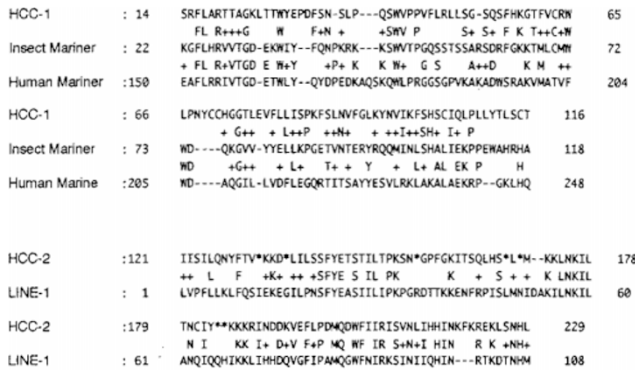 HCC-1 : 14 SRFLARTTAGKLTTWYEPDFSN-SLP---QSWVPPVFLRLLSG-SQSFHKGTFVCRW 65
FL R+++G W F+N + +SWV P S+ S+ F K T++C+W
Insect Mariner : 22 KGFLHRVVTGD-EKWIY--FQNPKRK---KSWVTPGQSSTSSARSDRFGKKTMLCMW 72
+ FL R+VTGD E W+Y +P+ K K+W+ G S A++D K M ++
Human Mariner :150 EAFLRRIVTGD-ETWLY--QYDPEDKAQSKQWLPRGGSGPVKAKADWSRAKVMATVF 204
HCC-1 : 66 LPNYCCHGGTLEVFLLISPKFSLNVFGLKYNVIKFSHSCIQLPLLYTLSCT 116
+ G++ + L++P ++N+ + ++I++SH+ I+ P
Insect Mariner : 73 WD----QKGVV-YYELLKPGETVNTERYRQQMINLSHALIEKPPEWAHRHA 118
WD +G++ + L+ T+ + Y + L+ AL EK P H
Human Marine :205 WD----AQGIL-LVDFLEGQRTITSAYYESVLRKLAKALAEKRP--GKLHQ 248
HCC-2 :121 IISILQNYFTV*KKD*LILSSFYETSTILTPKSN*GPFGKITSQLHS*L*M--KKLNKIL 178
++ L F +K+ ++ +SFYE S IL PK K + S + + K LNKIL
LINE-1 : 1 LVPFLLKLFQSIEKEGILPNSFYEASIILIPKPGRDTTKKENFRPISLMNIDAKILNKIL 60
HCC-2 :179 TNCIY**KKKRINDDKVEFLPDMQDWFIIRISVNLIHHINKFKREKLSNHL 229
N I KK I+ D+V F+P MQ WF IR S+N+I HIN R K +NH+
LINE-1 : 61 ANQIQQHIKKLIHHDQVGFIPAMQGWFNIRKSINIIQHIN---RTKDTNHM 108